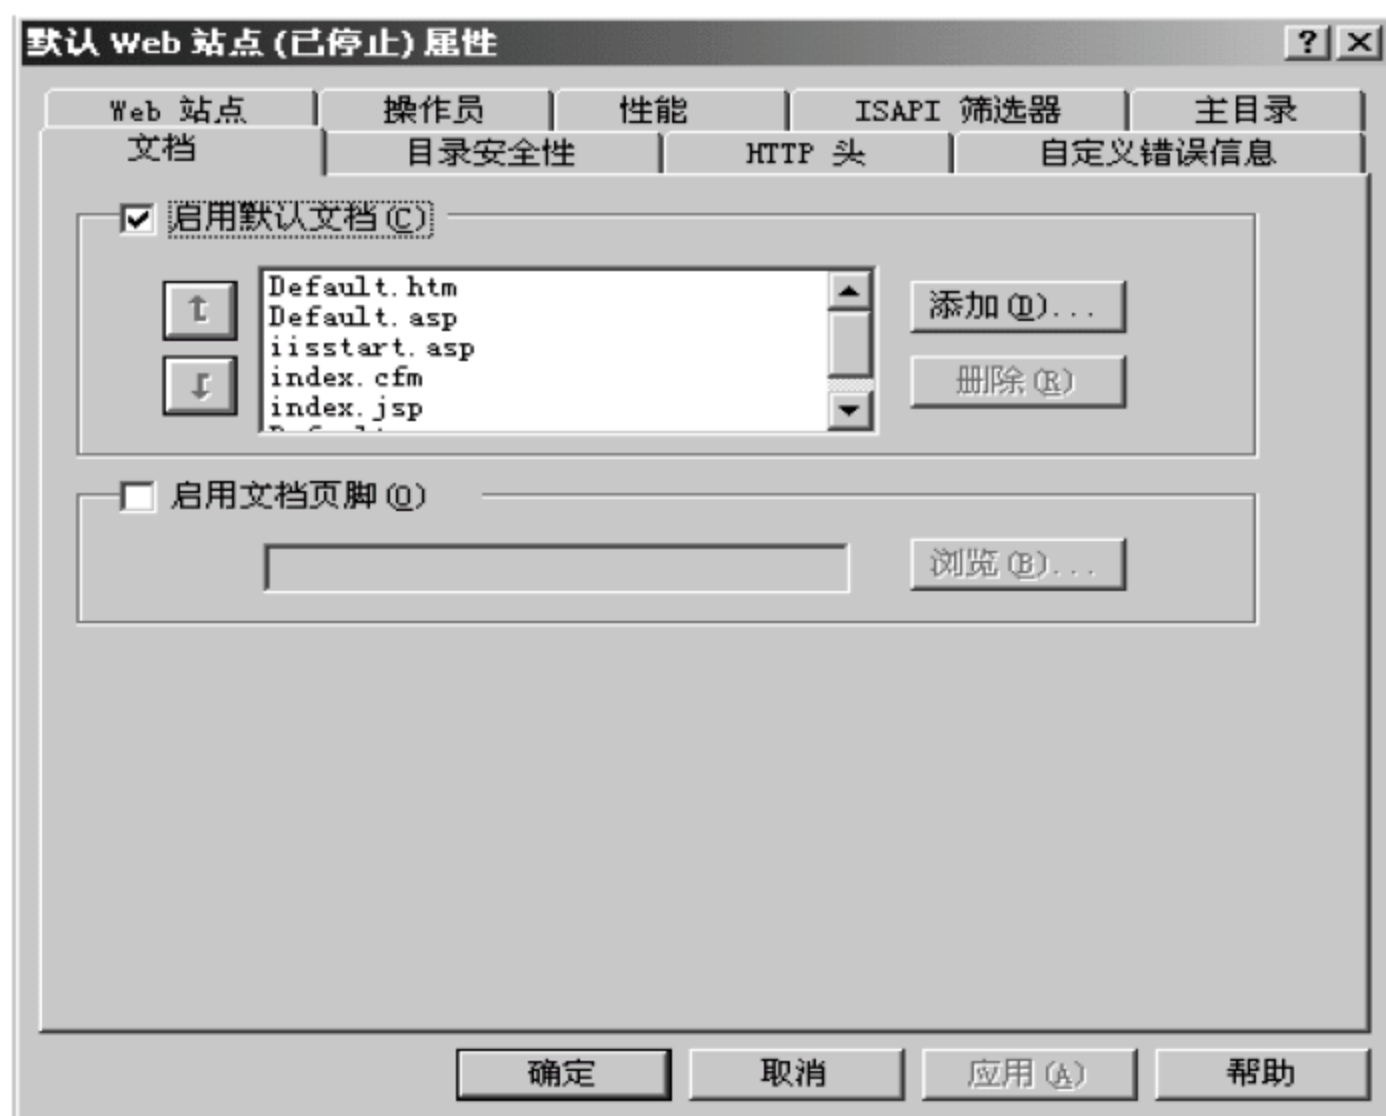 默认 Web 站点 (已停止) 属性
Web 站点 操作员 性能 ISAPI 筛选器 主目录
文档 目录安全性 HTTP 头 自定义错误信息
启用默认文档(C)
Default.htm
Default.asp
iisstart.asp
index.cfm
index.jsp
添加(D)...
删除(R)
启用文档页脚(O)
浏览(B)...
确定 取消 应用(A) 帮助